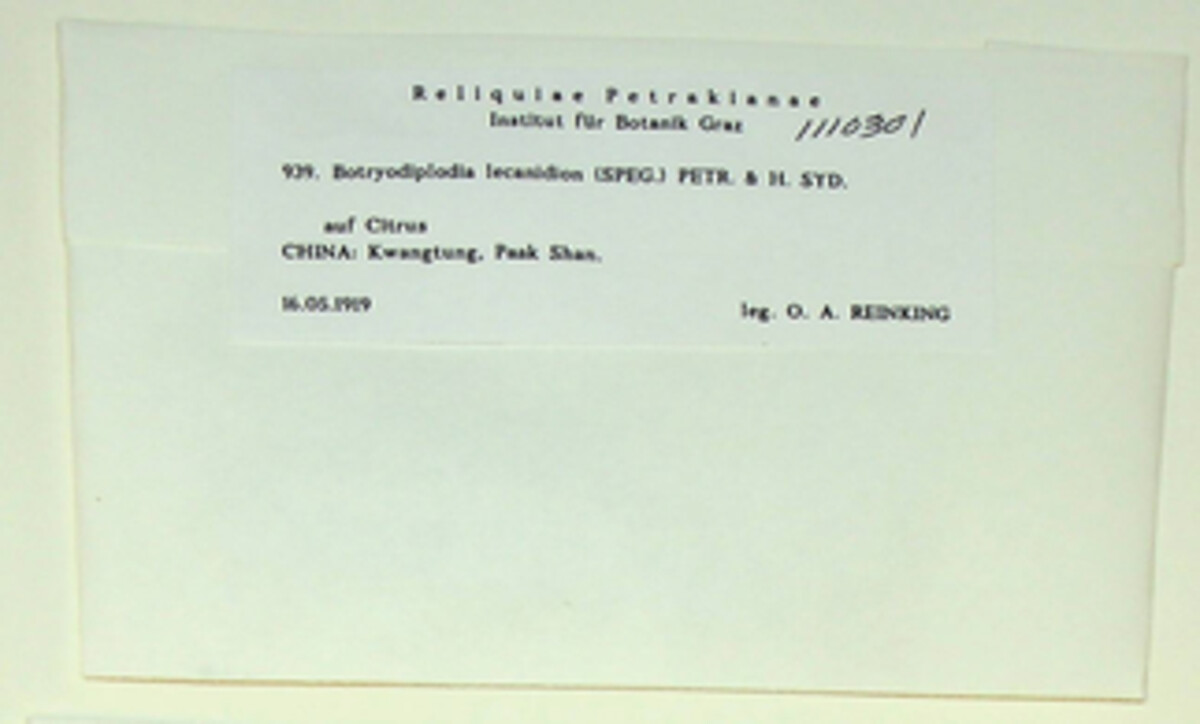 Reliquiae Petrakianae
Institut für Botanik Graz 1110301
939. Botryodiplodia lecanidion (SPEG.) PETR. & H. SYD.
auf Citrus
CHINA: Kwangtung, Paak Shan.
16.05.1919
leg. O. A. REINKING